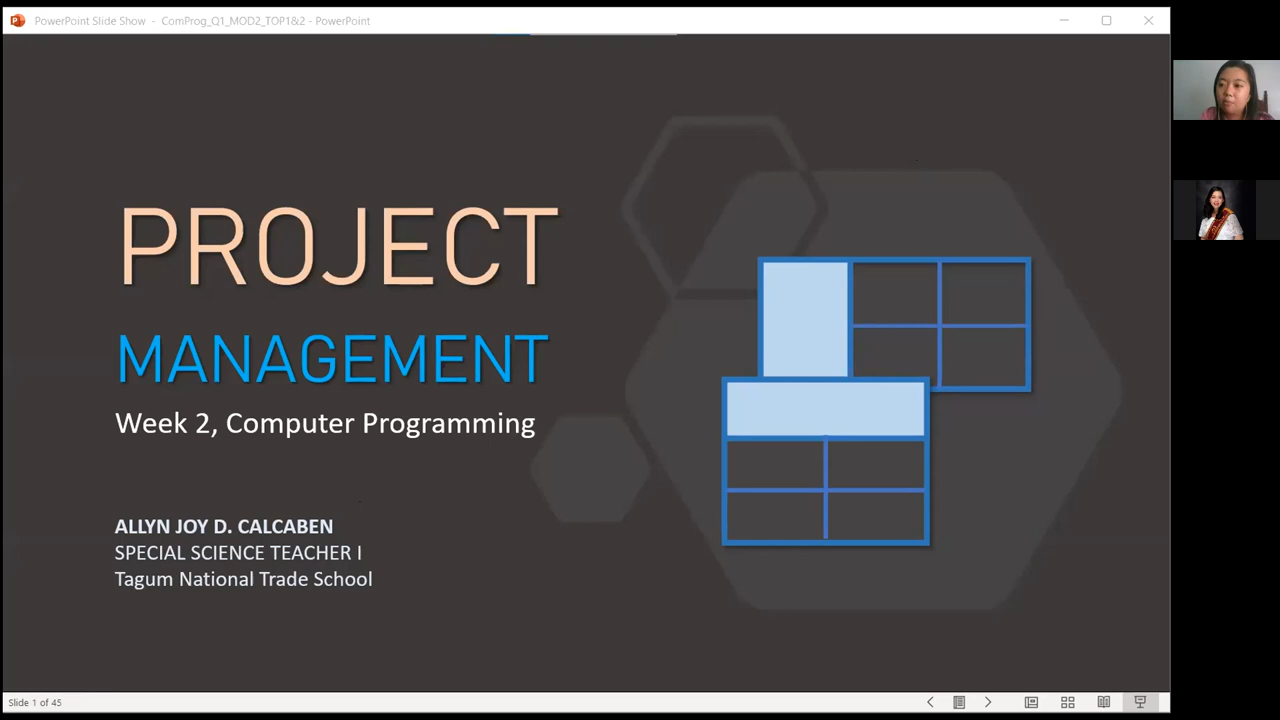 PowerPoint Slide Show - ComProg_Q1_MOD2_TOP1&2 - PowerPoint
PROJECT
MANAGEMENT
Week 2, Computer Programming
ALLYN JOY D. CALCABEN
SPECIAL SCIENCE TEACHER I
Tagum National Trade School
Slide 1 of 45